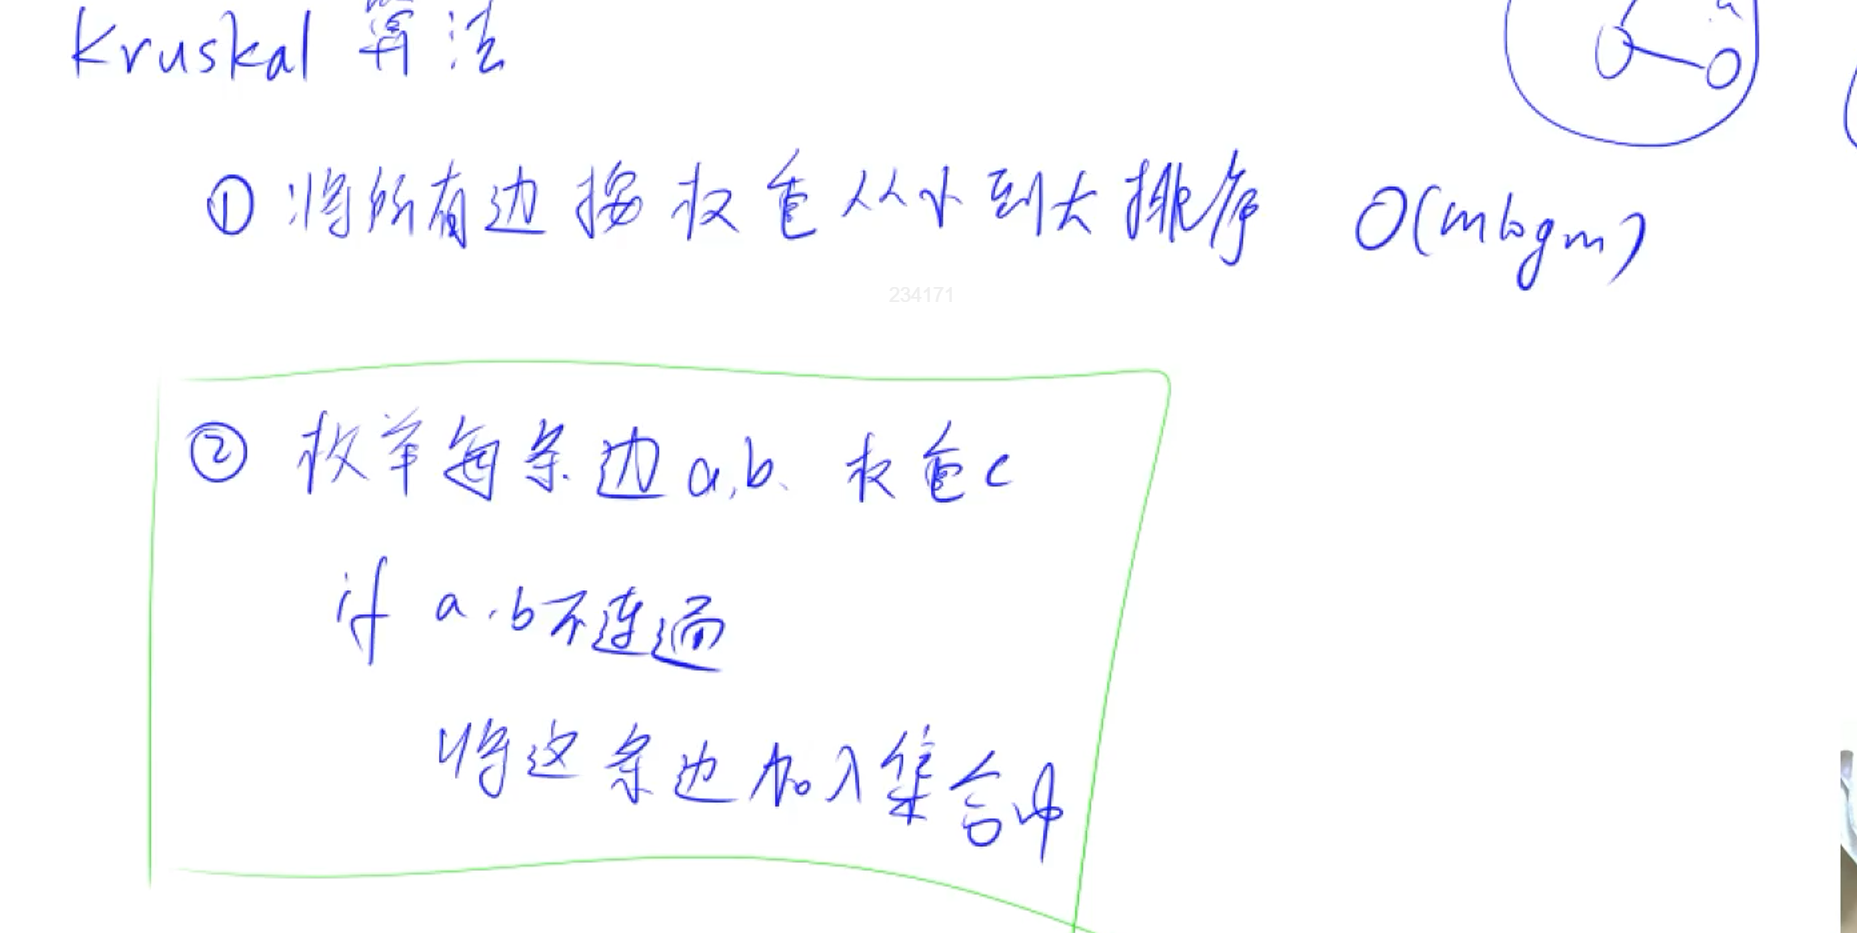 Kruskal 算法
① 将所有边按权重从小到大排序 O(mlogm)
234171
② 枚举每条边a,b、权重c
if a,b不连通
将这条边加入集合中